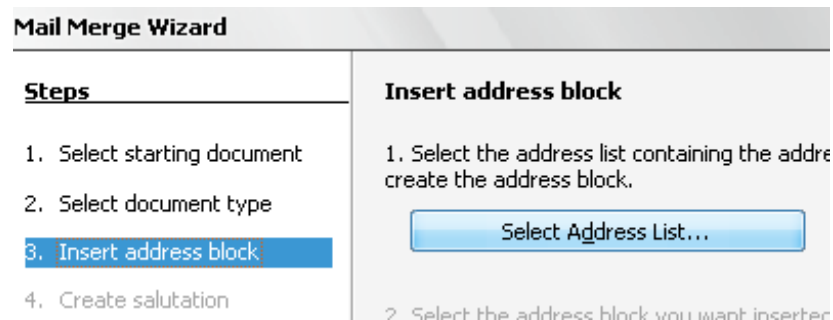 Mail Merge Wizard
Steps
1. Select starting document
2. Select document type
3. Insert address block
4. Create salutation
Insert address block
1. Select the address list containing the
create the address block.
Select Address List...
2. Select the address block you want inserted